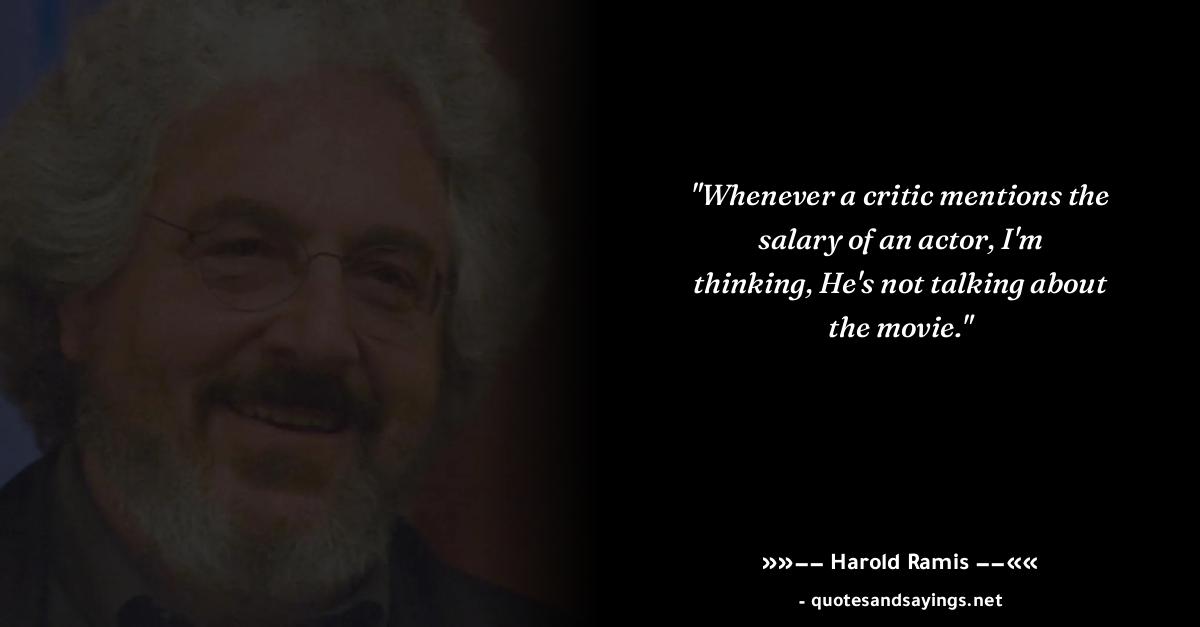 "Whenever a critic mentions the
salary of an actor, I'm
thinking, He's not talking about
the movie."
»»–– Harold Ramis ––««
- quotesandsayings.net